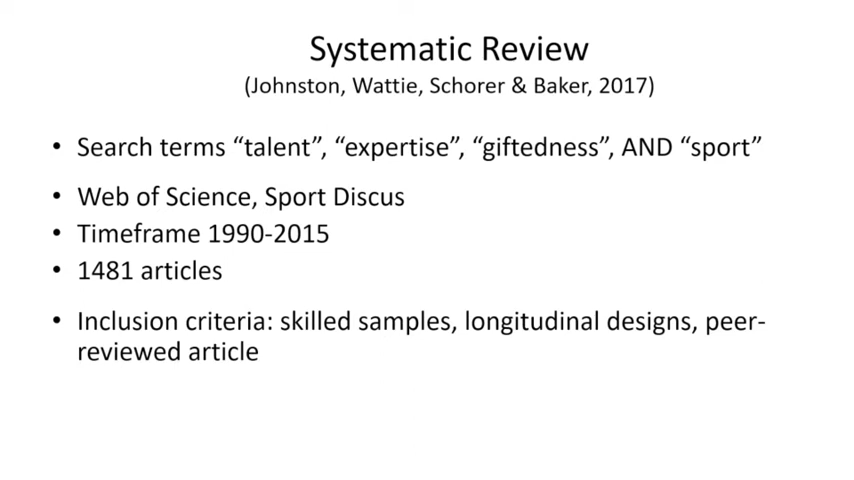 Systematic Review
(Johnston, Wattie, Schorer & Baker, 2017)
• Search terms “talent”, “expertise”, “giftedness”, AND “sport”
• Web of Science, Sport Discus
• Timeframe 1990-2015
• 1481 articles
• Inclusion criteria: skilled samples, longitudinal designs, peer-
reviewed article